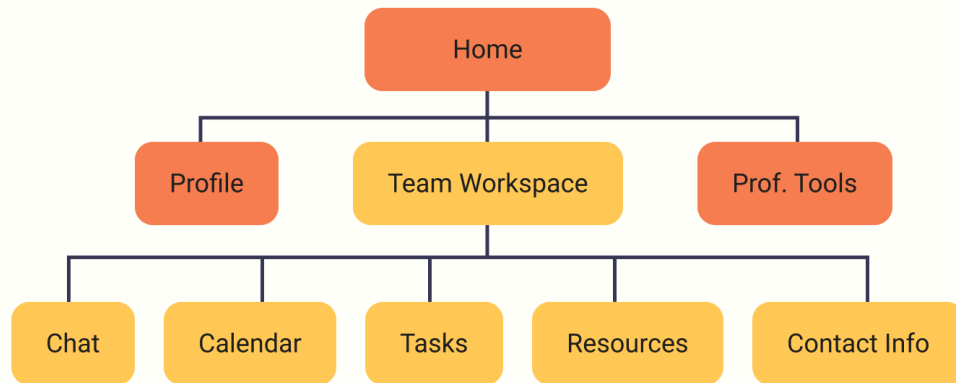 Home
Profile
Team Workspace
Prof. Tools
Chat
Calendar
Tasks
Resources
Contact Info